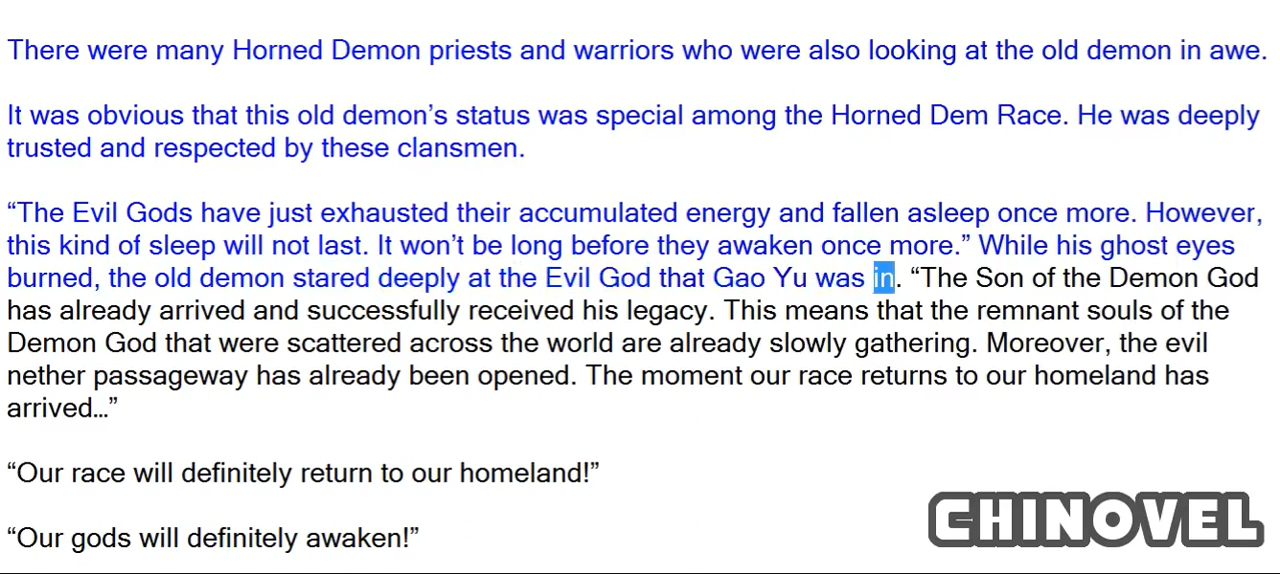 There were many Horned Demon priests and warriors who were also looking at the old demon in awe.
It was obvious that this old demon’s status was special among the Horned Dem Race. He was deeply
trusted and respected by these clansmen.
“The Evil Gods have just exhausted their accumulated energy and fallen asleep once more. However,
this kind of sleep will not last. It won’t be long before they awaken once more.” While his ghost eyes
burned, the old demon stared deeply at the Evil God that Gao Yu was in. “The Son of the Demon God
has already arrived and successfully received his legacy. This means that the remnant souls of the
Demon God that were scattered across the world are already slowly gathering. Moreover, the evil
nether passageway has already been opened. The moment our race returns to our homeland has
arrived…”
“Our race will definitely return to our homeland!”
“Our gods will definitely awaken!”
CHINOVEL